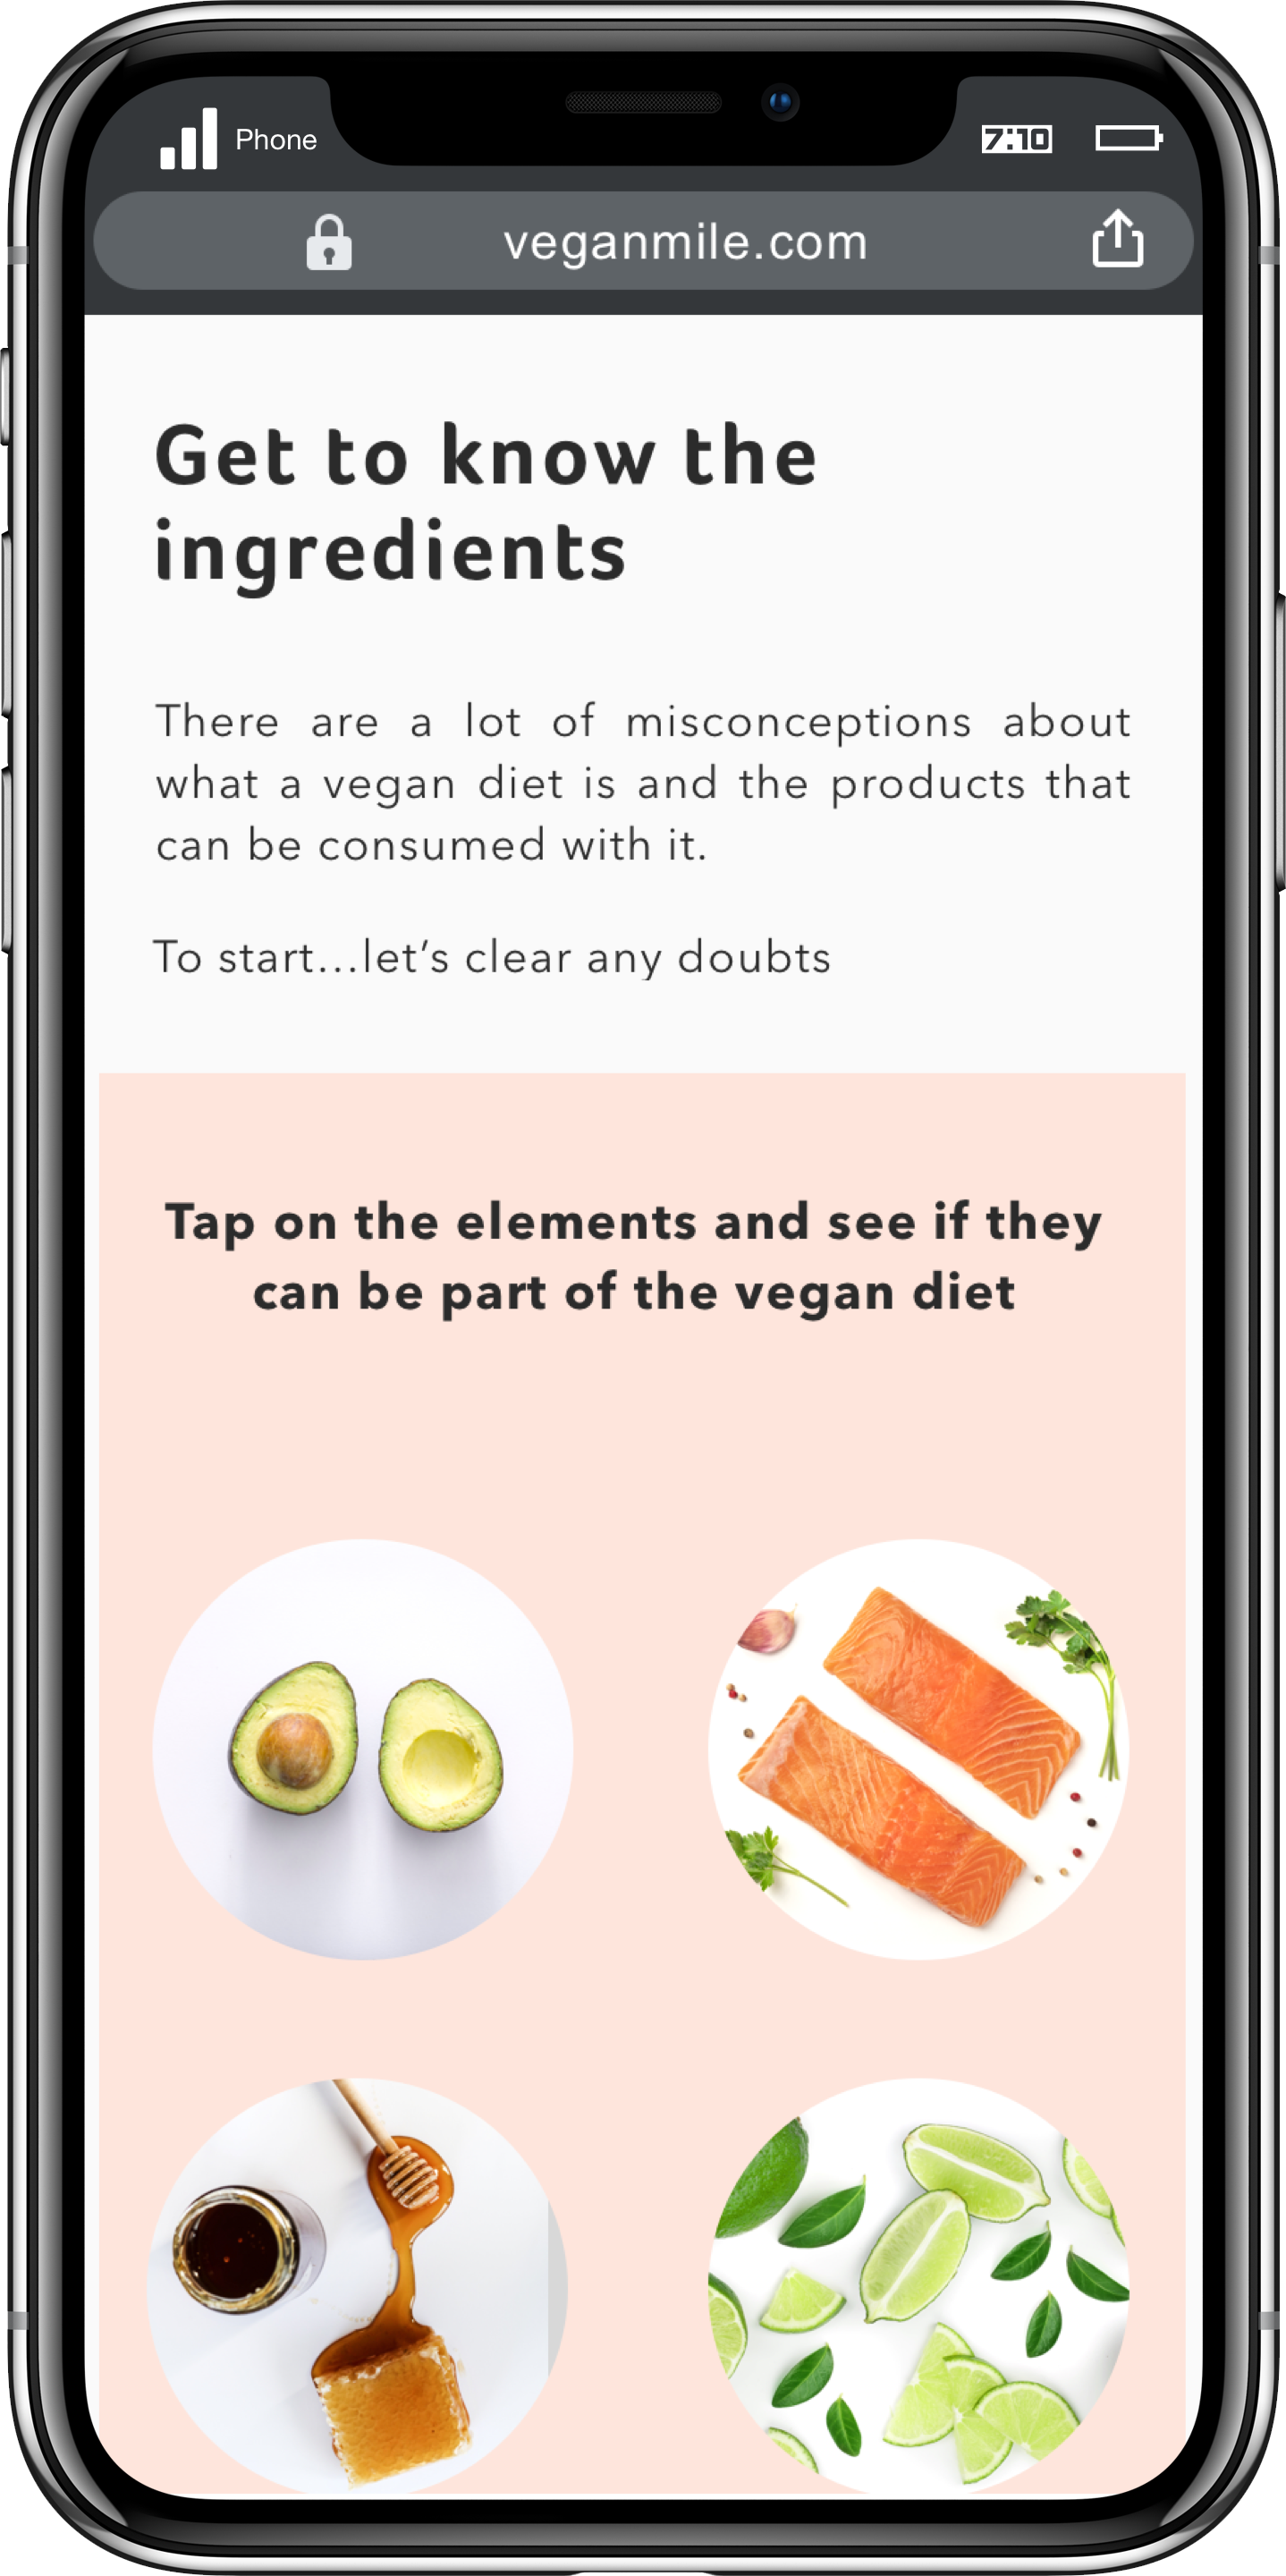 Phone
7:10
veganmile.com
Get to know the
ingredients
There are a lot of misconceptions about
what a vegan diet is and the products that
can be consumed with it.
To start...let’s clear any doubts
Tap on the elements and see if they
can be part of the vegan diet